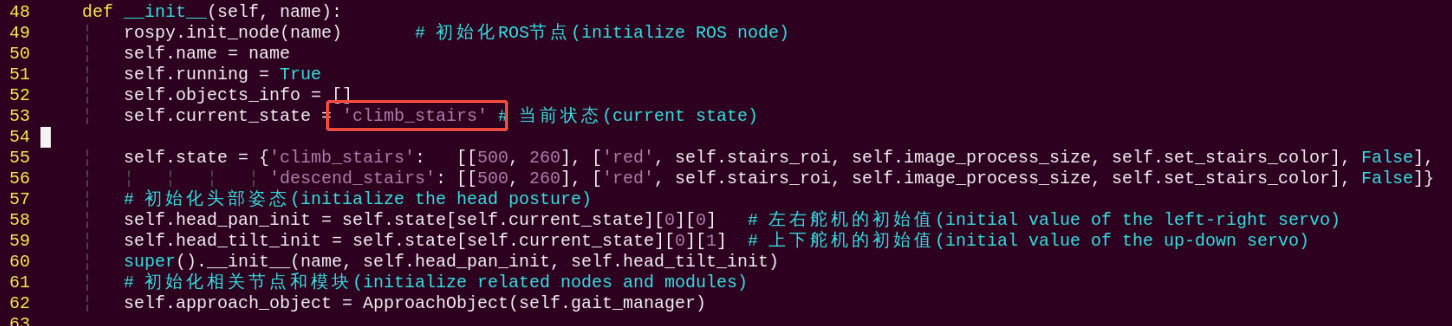 48 def __init__(self, name):
49 rospy.init_node(name) # 初始化ROS节点(initialize ROS node)
50 self.name = name
51 self.running = True
52 self.objects_info = []
53 self.current_state = 'climb_stairs' # 当前状态(current state)
54
55 self.state = {'climb_stairs': [[500, 260], ['red', self.stairs_roi, self.image_process_size, self.set_stairs_color], False],
56 'descend_stairs': [[500, 260], ['red', self.stairs_roi, self.image_process_size, self.set_stairs_color], False]}
57 # 初始化头部姿态(initialize the head posture)
58 self.head_pan_init = self.state[self.current_state][0][0] # 左右舵机的初始值(initial value of the left-right servo)
59 self.head_tilt_init = self.state[self.current_state][0][1] # 上下舵机的初始值(initial value of the up-down servo)
60 super().__init__(name, self.head_pan_init, self.head_tilt_init)
61 # 初始化相关节点和模块(initialize related nodes and modules)
62 self.approach_object = ApproachObject(self.gait_manager)
63